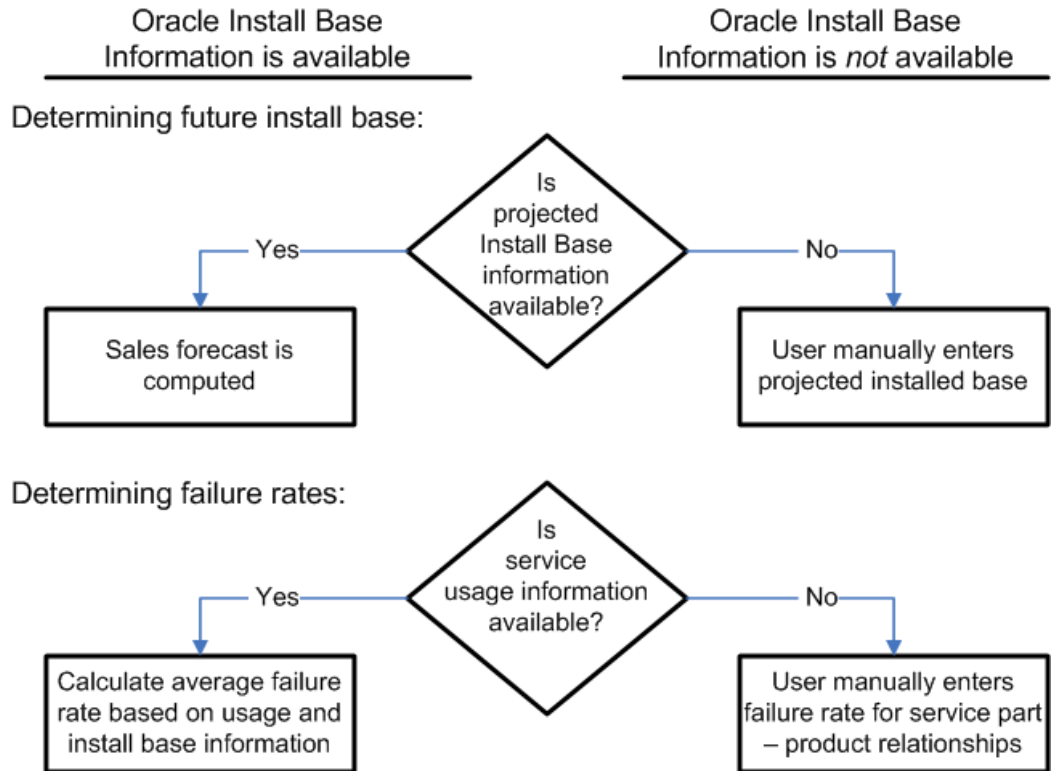 Oracle Install Base
Information is available
Oracle Install Base
Information is not available
Determining future install base:
Is
projected
Install Base
information
available?
Yes
No
Sales forecast is
computed
User manually enters
projected installed base
Determining failure rates:
Is
service
usage information
available?
Yes
No
Calculate average failure
rate based on usage and
install base information
User manually enters
failure rate for service part
– product relationships